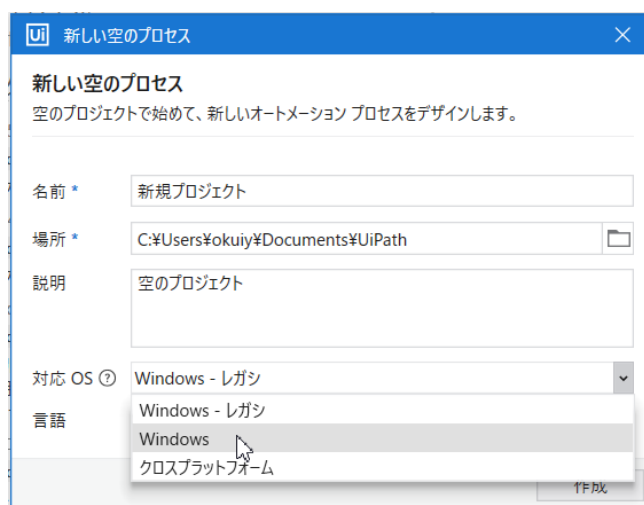 Ui 新しい空のプロセス
新しい空のプロセス
空のプロジェクトで始めて、新しいオートメーション プロセスをデザインします。
名前 * 新規プロジェクト
場所 * C:¥Users¥okuiy¥Documents¥UiPath
説明 空のプロジェクト
対応 OS ? Windows - レガシ
Windows - レガシ
言語
Windows
クロスプラットフォーム
作成